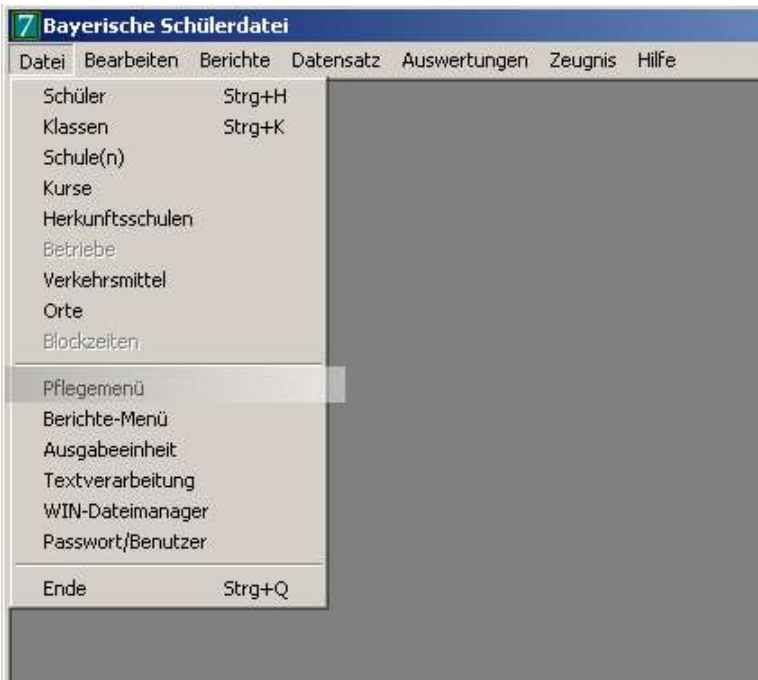 7 Bayerische Schülerdatei
Datei Bearbeiten Berichte Datensatz Auswertungen Zeugnis Hilfe
Schüler Strg+H
Klassen Strg+K
Schule(n)
Kurse
Herkunftsschulen
Betriebe
Verkehrsmittel
Orte
Blockzeiten
Pflegemenü
Berichte-Menü
Ausgabeeinheit
Textverarbeitung
WIN-Dateimanager
Passwort/Benutzer
Ende Strg+Q